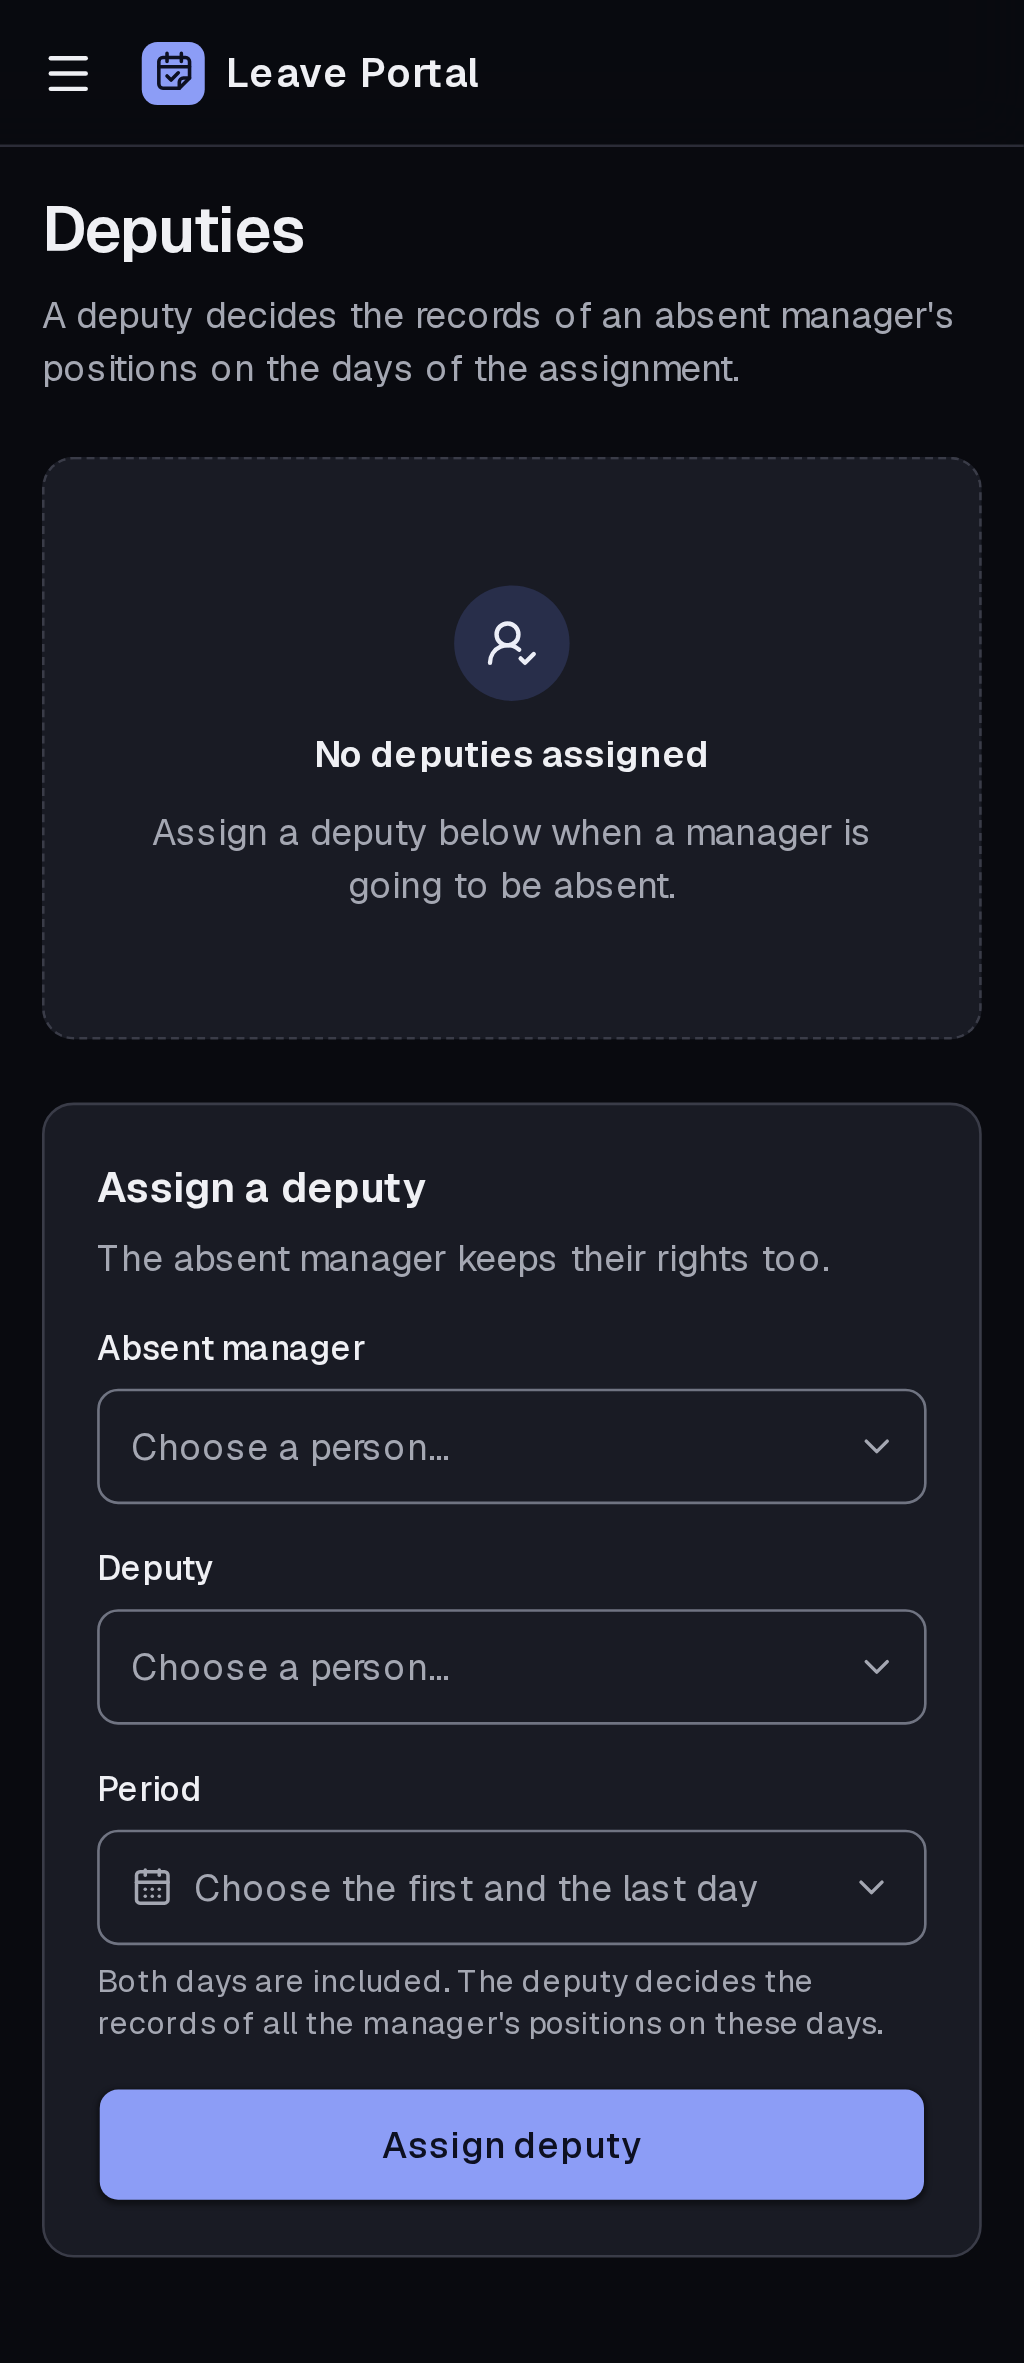 Leave Portal
Deputies
A deputy decides the records of an absent manager's
positions on the days of the assignment.
No deputies assigned
Assign a deputy below when a manager is
going to be absent.
Assign a deputy
The absent manager keeps their rights too.
Absent manager
Choose a person...
Deputy
Choose a person...
Period
Choose the first and the last day
Both days are included. The deputy decides the
records of all the manager's positions on these days.
Assign deputy